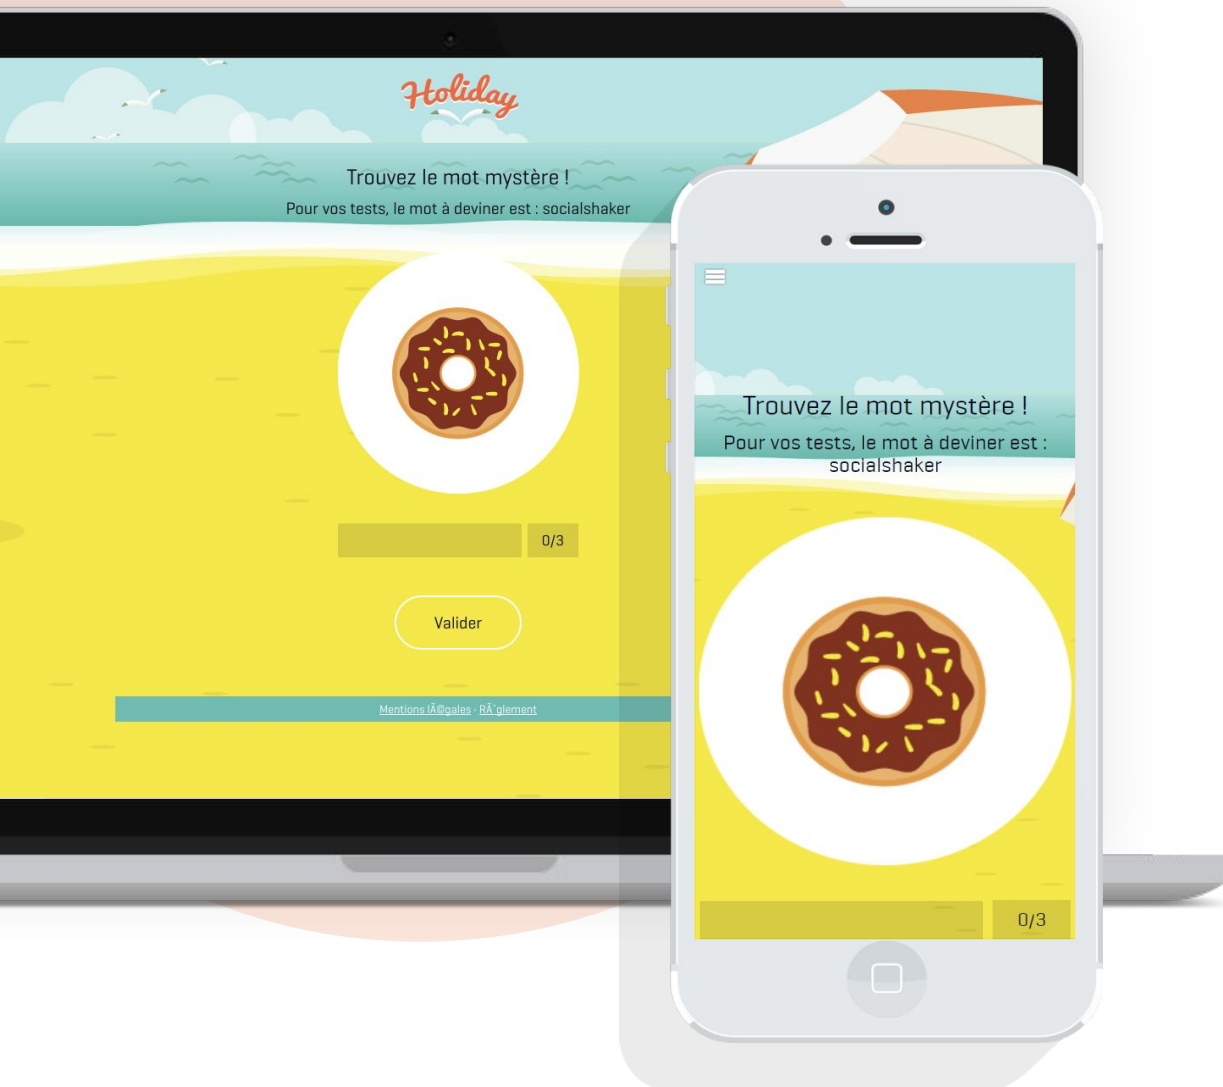 Holiday
Trouvez le mot mystère !
Pour vos tests, le mot à deviner est : socialshaker
0/3
Valider
Mentions lÃ©gales - RÃ¨glement
Trouvez le mot mystère !
Pour vos tests, le mot à deviner est :
socialshaker
0/3